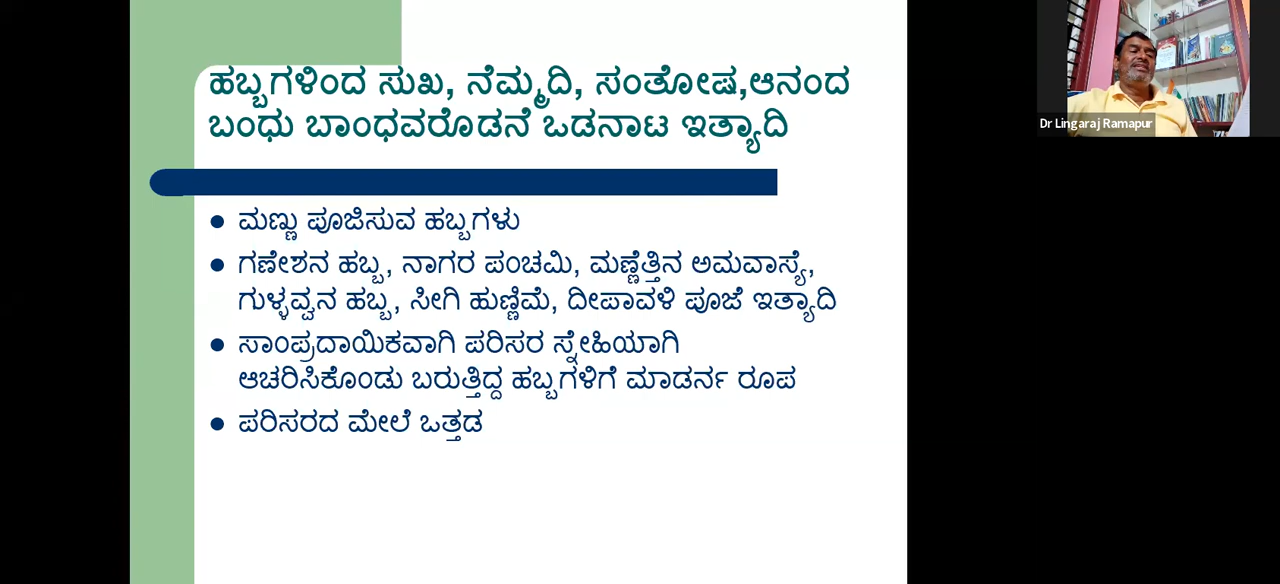 ಹಬ್ಬಗಳಿಂದ ಸುಖ, ನೆಮ್ಮದಿ, ಸಂತೋಷ,ಆನಂದ
ಬಂಧು ಬಾಂಧವರೊಡನೆ ಒಡನಾಟ ಇತ್ಯಾದಿ
● ಮಣ್ಣು ಪೂಜಿಸುವ ಹಬ್ಬಗಳು
● ಗಣೇಶನ ಹಬ್ಬ, ನಾಗರ ಪಂಚಮಿ, ಮಣ್ಣೆತ್ತಿನ ಅಮವಾಸ್ಯೆ,
ಗುಳ್ಳವ್ವನ ಹಬ್ಬ, ಸೀಗಿ ಹುಣ್ಣಿಮೆ, ದೀಪಾವಳಿ ಪೂಜೆ ಇತ್ಯಾದಿ
● ಸಾಂಪ್ರದಾಯಿಕವಾಗಿ ಪರಿಸರ ಸ್ನೇಹಿಯಾಗಿ
ಆಚರಿಸಿಕೊಂಡು ಬರುತ್ತಿದ್ದ ಹಬ್ಬಗಳಿಗೆ ಮಾಡರ್ನ ರೂಪ
● ಪರಿಸರದ ಮೇಲೆ ಒತ್ತಡ
Dr Lingaraj Ramapur